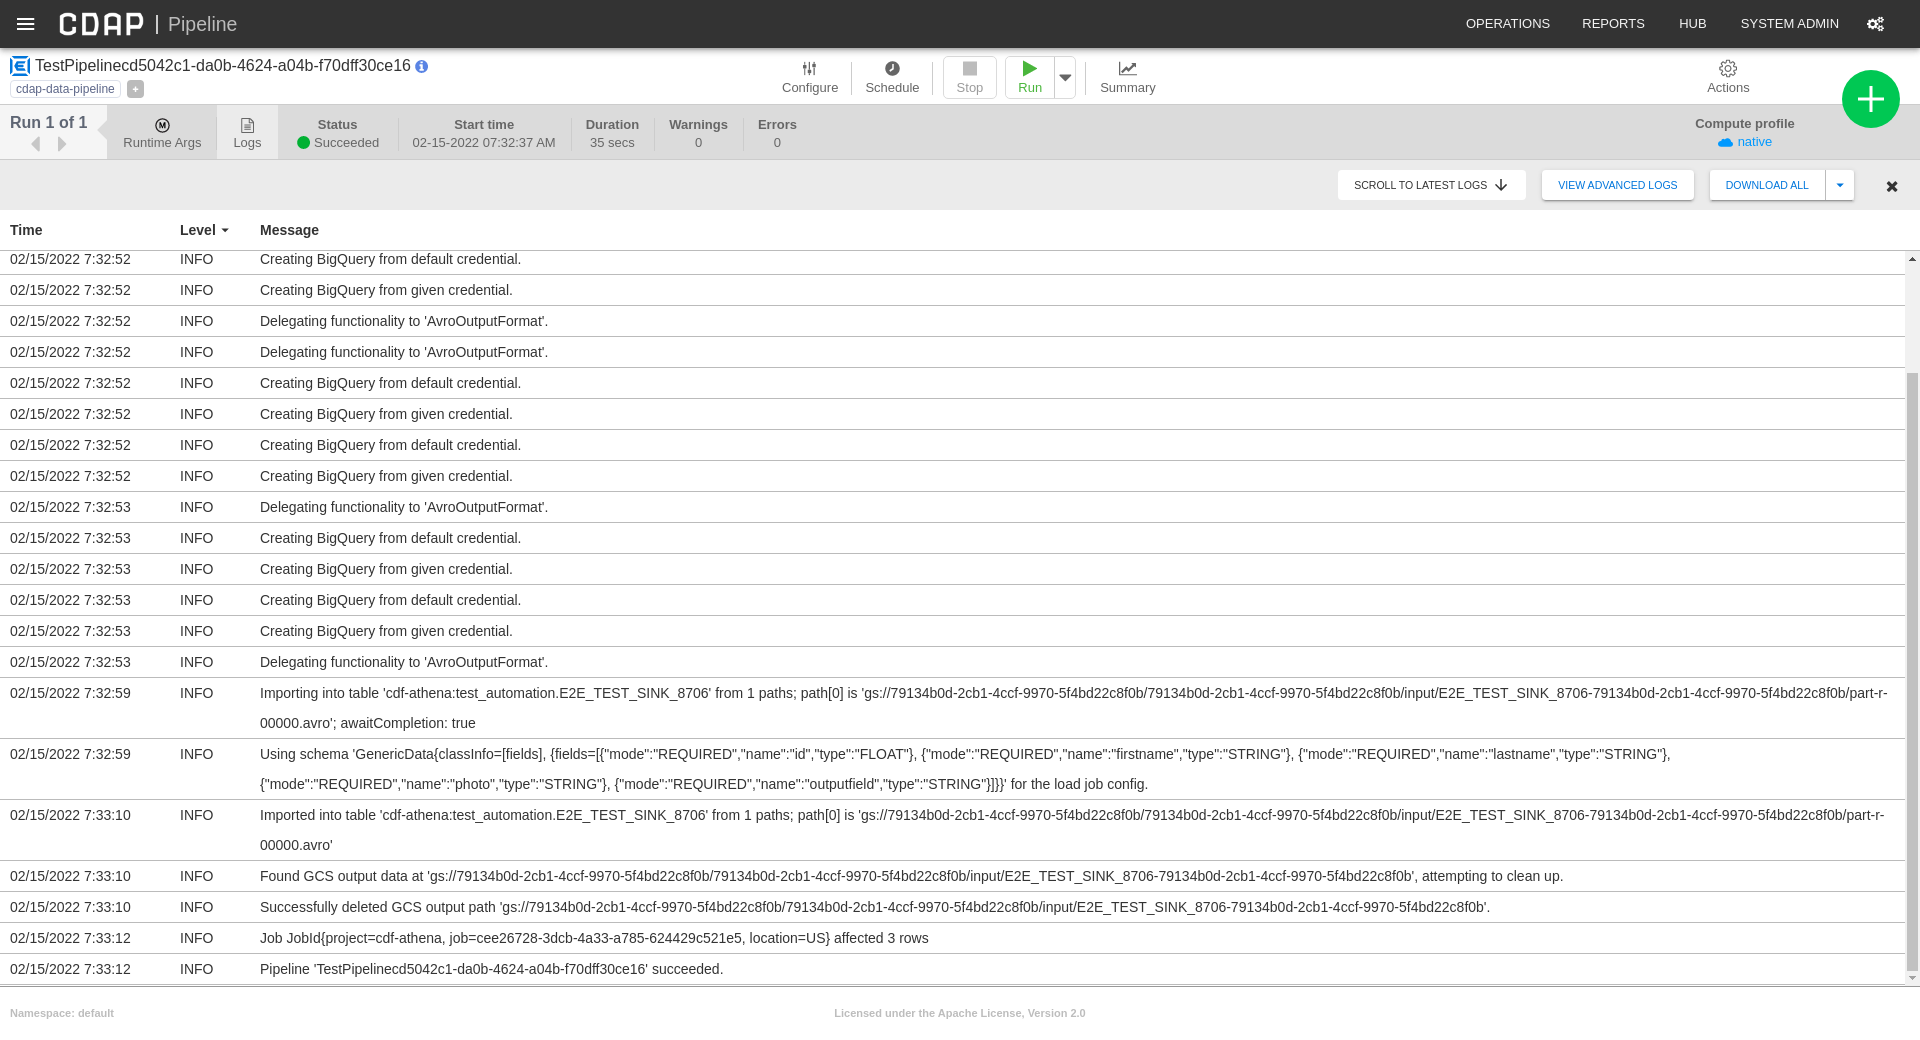 CDAP | Pipeline
OPERATIONS REPORTS HUB SYSTEM ADMIN
TestPipelinecd5042c1-da0b-4624-a04b-f70dff30ce16
cdap-data-pipeline +
Configure Schedule Stop Run Summary Actions
Run 1 of 1
Runtime Args
Logs
Status
Succeeded
Start time
02-15-2022 07:32:37 AM
Duration
35 secs
Warnings
0
Errors
0
Compute profile
native
SCROLL TO LATEST LOGS VIEW ADVANCED LOGS DOWNLOAD ALL
Time Level Message
02/15/2022 7:32:52 INFO Creating BigQuery from default credential.
02/15/2022 7:32:52 INFO Creating BigQuery from given credential.
02/15/2022 7:32:52 INFO Delegating functionality to 'AvroOutputFormat'.
02/15/2022 7:32:52 INFO Delegating functionality to 'AvroOutputFormat'.
02/15/2022 7:32:52 INFO Creating BigQuery from default credential.
02/15/2022 7:32:52 INFO Creating BigQuery from given credential.
02/15/2022 7:32:52 INFO Creating BigQuery from default credential.
02/15/2022 7:32:52 INFO Creating BigQuery from given credential.
02/15/2022 7:32:53 INFO Delegating functionality to 'AvroOutputFormat'.
02/15/2022 7:32:53 INFO Creating BigQuery from default credential.
02/15/2022 7:32:53 INFO Creating BigQuery from given credential.
02/15/2022 7:32:53 INFO Creating BigQuery from default credential.
02/15/2022 7:32:53 INFO Creating BigQuery from given credential.
02/15/2022 7:32:53 INFO Delegating functionality to 'AvroOutputFormat'.
02/15/2022 7:32:59 INFO Importing into table 'cdf-athena:test_automation.E2E_TEST_SINK_8706' from 1 paths; path[0] is 'gs://79134b0d-2cb1-4ccf-9970-5f4bd22c8f0b/79134b0d-2cb1-4ccf-9970-5f4bd22c8f0b/input/E2E_TEST_SINK_8706-79134b0d-2cb1-4ccf-9970-5f4bd22c8f0b/part-r-
00000.avro'; awaitCompletion: true
02/15/2022 7:32:59 INFO Using schema 'GenericData{classInfo=[fields], {fields=[{"mode":"REQUIRED","name":"id","type":"FLOAT"}, {"mode":"REQUIRED","name":"firstname","type":"STRING"}, {"mode":"REQUIRED","name":"lastname","type":"STRING"},
{"mode":"REQUIRED","name":"photo","type":"STRING"}, {"mode":"REQUIRED","name":"outputfield","type":"STRING"}]}}' for the load job config.
02/15/2022 7:33:10 INFO Imported into table 'cdf-athena:test_automation.E2E_TEST_SINK_8706' from 1 paths; path[0] is 'gs://79134b0d-2cb1-4ccf-9970-5f4bd22c8f0b/79134b0d-2cb1-4ccf-9970-5f4bd22c8f0b/input/E2E_TEST_SINK_8706-79134b0d-2cb1-4ccf-9970-5f4bd22c8f0b/part-r-
00000.avro'
02/15/2022 7:33:10 INFO Found GCS output data at 'gs://79134b0d-2cb1-4ccf-9970-5f4bd22c8f0b/79134b0d-2cb1-4ccf-9970-5f4bd22c8f0b/input/E2E_TEST_SINK_8706-79134b0d-2cb1-4ccf-9970-5f4bd22c8f0b', attempting to clean up.
02/15/2022 7:33:10 INFO Successfully deleted GCS output path 'gs://79134b0d-2cb1-4ccf-9970-5f4bd22c8f0b/79134b0d-2cb1-4ccf-9970-5f4bd22c8f0b/input/E2E_TEST_SINK_8706-79134b0d-2cb1-4ccf-9970-5f4bd22c8f0b'.
02/15/2022 7:33:12 INFO Job JobId{project=cdf-athena, job=cee26728-3dcb-4a33-a785-624429c521e5, location=US} affected 3 rows
02/15/2022 7:33:12 INFO Pipeline 'TestPipelinecd5042c1-da0b-4624-a04b-f70dff30ce16' succeeded.
Namespace: default Licensed under the Apache License, Version 2.0